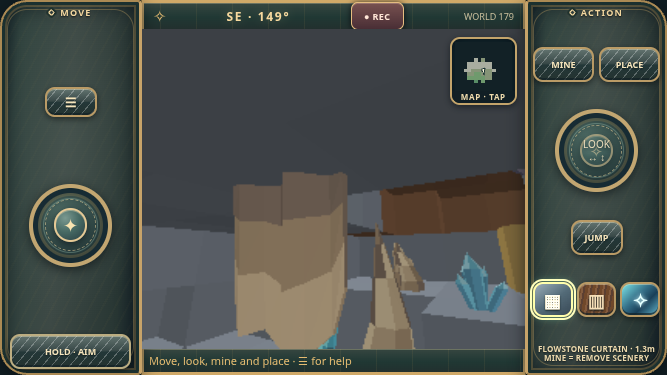 MOVE
SE · 149°
● REC
WORLD 179
ACTION
MINE
PLACE
MAP · TAP
LOOK
JUMP
HOLD · AIM
FLOWSTONE CURTAIN · 1.3m
MINE = REMOVE SCENERY
Move, look, mine and place · ☰ for help